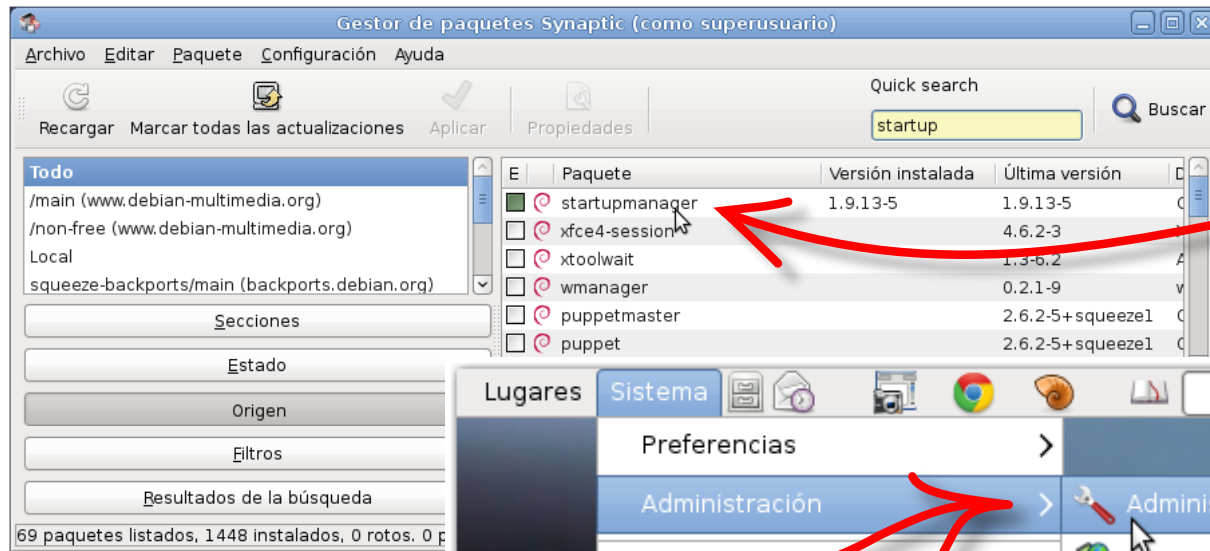 Gestor de paquetes Synaptic (como superusuario)
Archivo Editar Paquete Configuración Ayuda
Quick search
Recargar Marcar todas las actualizaciones Aplicar Propiedades startup Buscar
Todo
/main (www.debian-multimedia.org)
/non-free (www.debian-multimedia.org)
Local
squeeze-backports/main (backports.debian.org)
Secciones
Estado
Origen
Filtros
Resultados de la búsqueda
69 paquetes listados, 1448 instalados, 0 rotos. 0
E Paquete Versión instalada Última versión
startupmanager 1.9.13-5 1.9.13-5
xfce4-session 4.6.2-3
xtoolwait 1.3-6.2
wmanager 0.2.1-9
puppetmaster 2.6.2-5+squeeze1
puppet 2.6.2-5+squeeze1
Lugares Sistema
Preferencias
Administración